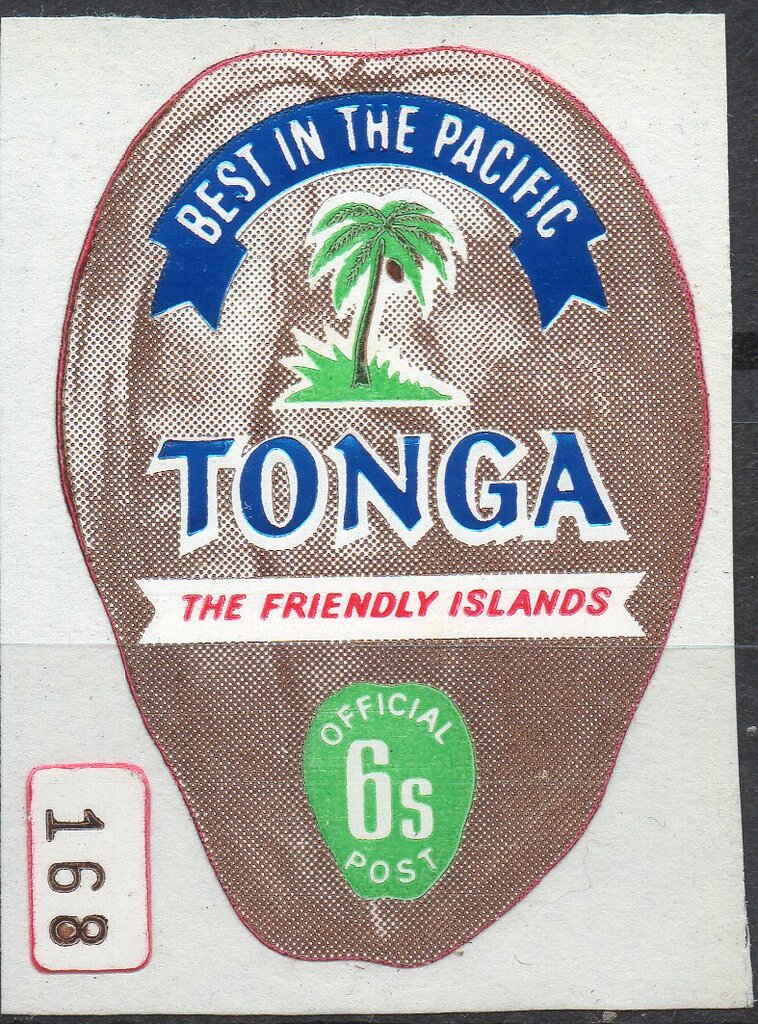 BEST IN THE PACIFIC
TONGA
THE FRIENDLY ISLANDS
OFFICIAL
6s
POST
168